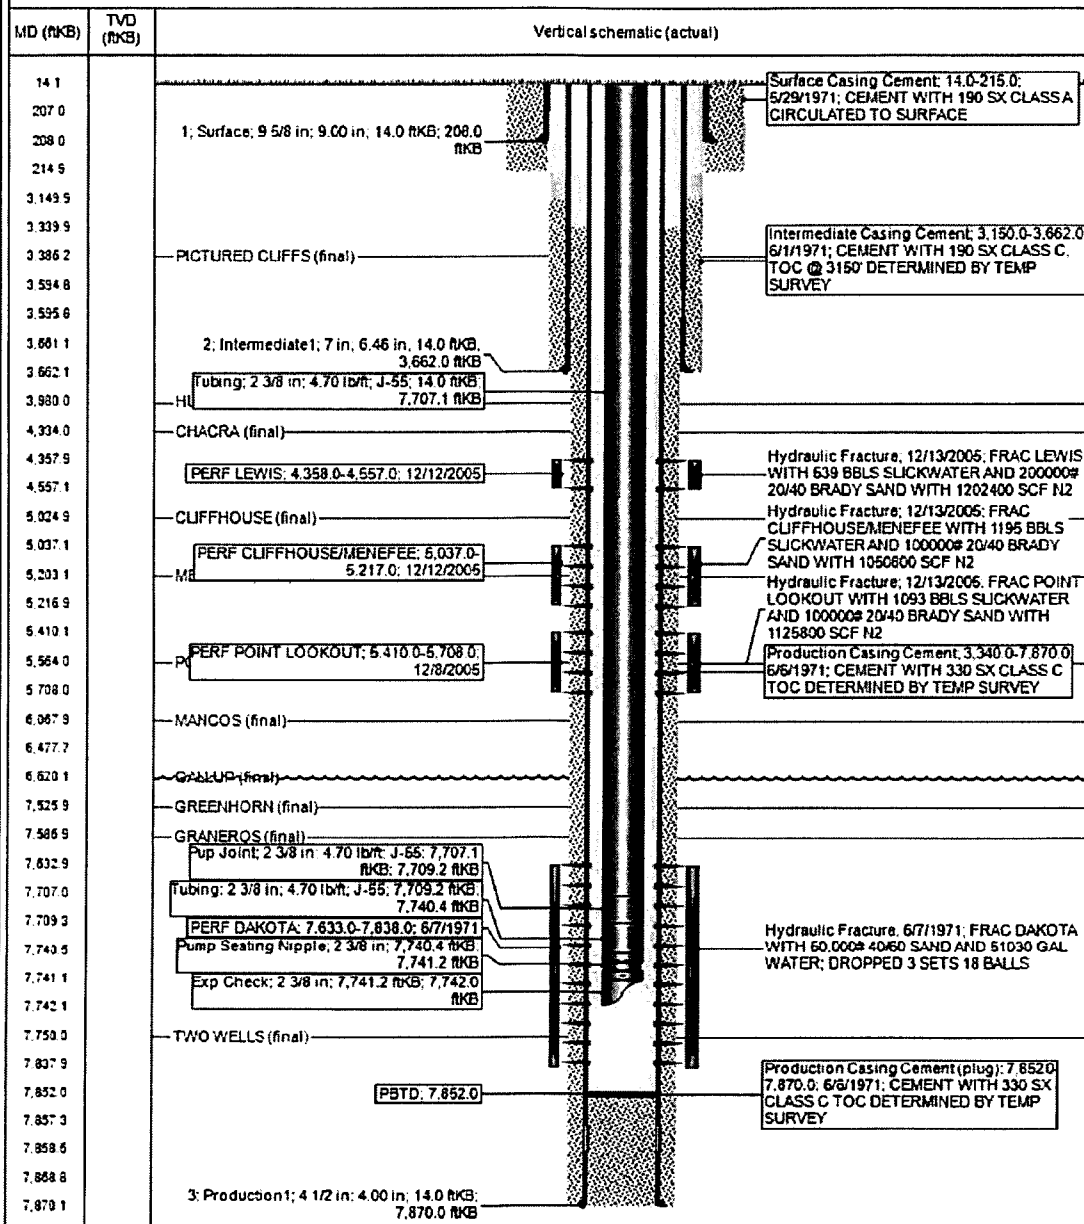 MD (ftKB)
TVD
(ftKB)
Vertical schematic (actual)
14.1
207.0
208.0
214.9
3,149.9
3,339.9
3,386.2
3,594.8
3,595.8
3,661.1
3,662.1
3,980.0
4,334.0
4,357.9
4,557.1
5,024.9
5,037.1
5,203.1
5,216.9
5,410.1
5,564.0
5,708.0
6,067.9
6,477.7
6,620.1
7,525.9
7,586.9
7,632.9
7,707.0
7,709.3
7,740.5
7,741.1
7,742.1
7,750.0
7,837.9
7,852.0
7,857.3
7,858.6
7,868.8
7,870.1
1; Surface; 9 5/8 in; 9.00 in; 14.0 ftKB; 208.0
ftKB
PICTURED CLIFFS (final)
2; Intermediate1; 7 in; 6.46 in; 14.0 ftKB;
3,662.0 ftKB
Tubing; 2 3/8 in; 4.70 lb/ft; J-55; 14.0 ftKB;
7,707.1 ftKB
CHACRA (final)
PERF LEWIS; 4,358.0-4,557.0; 12/12/2005
CLIFFHOUSE (final)
PERF CLIFFHOUSE/MENEFEE; 5,037.0-
5,217.0; 12/12/2005
PERF POINT LOOKOUT; 5,410.0-5,708.0;
12/8/2005
MANCOS (final)
GALLUP (final)
GREENHORN (final)
GRANEROS (final)
Pup Joint; 2 3/8 in; 4.70 lb/ft; J-55; 7,707.1
ftKB; 7,709.2 ftKB
Tubing; 2 3/8 in; 4.70 lb/ft; J-55; 7,709.2 ftKB;
7,740.4 ftKB
PERF DAKOTA; 7,633.0-7,838.0; 6/7/1971
Pump Seating Nipple; 2 3/8 in; 7,740.4 ftKB;
7,741.2 ftKB
Exp Check; 2 3/8 in; 7,741.2 ftKB; 7,742.0
ftKB
TWO WELLS (final)
PBTD; 7,852.0
3; Production1; 4 1/2 in; 4.00 in; 14.0 ftKB;
7,870.0 ftKB
Surface Casing Cement; 14.0-215.0;
5/29/1971; CEMENT WITH 190 SX CLASS A
CIRCULATED TO SURFACE
Intermediate Casing Cement; 3,150.0-3,662.0
6/1/1971; CEMENT WITH 190 SX CLASS C.
TOC @ 3150' DETERMINED BY TEMP
SURVEY
Hydraulic Fracture; 12/13/2005; FRAC LEWIS
WITH 639 BBLS SLICKWATER AND 200000#
20/40 BRADY SAND WITH 1202400 SCF N2
Hydraulic Fracture; 12/13/2005; FRAC
CLIFFHOUSE/MENEFEE WITH 1195 BBLS
SLICKWATER AND 100000# 20/40 BRADY
SAND WITH 1050600 SCF N2
Hydraulic Fracture; 12/13/2005; FRAC POINT
LOOKOUT WITH 1093 BBLS SLICKWATER
AND 100000# 20/40 BRADY SAND WITH
1125800 SCF N2
Production Casing Cement; 3,340.0-7,870.0
6/6/1971; CEMENT WITH 330 SX CLASS C
TOC DETERMINED BY TEMP SURVEY
Hydraulic Fracture; 6/7/1971; FRAC DAKOTA
WITH 60,000# 40/60 SAND AND 51030 GAL
WATER; DROPPED 3 SETS 18 BALLS
Production Casing Cement (plug); 7,852.0-
7,870.0; 6/6/1971; CEMENT WITH 330 SX
CLASS C TOC DETERMINED BY TEMP
SURVEY